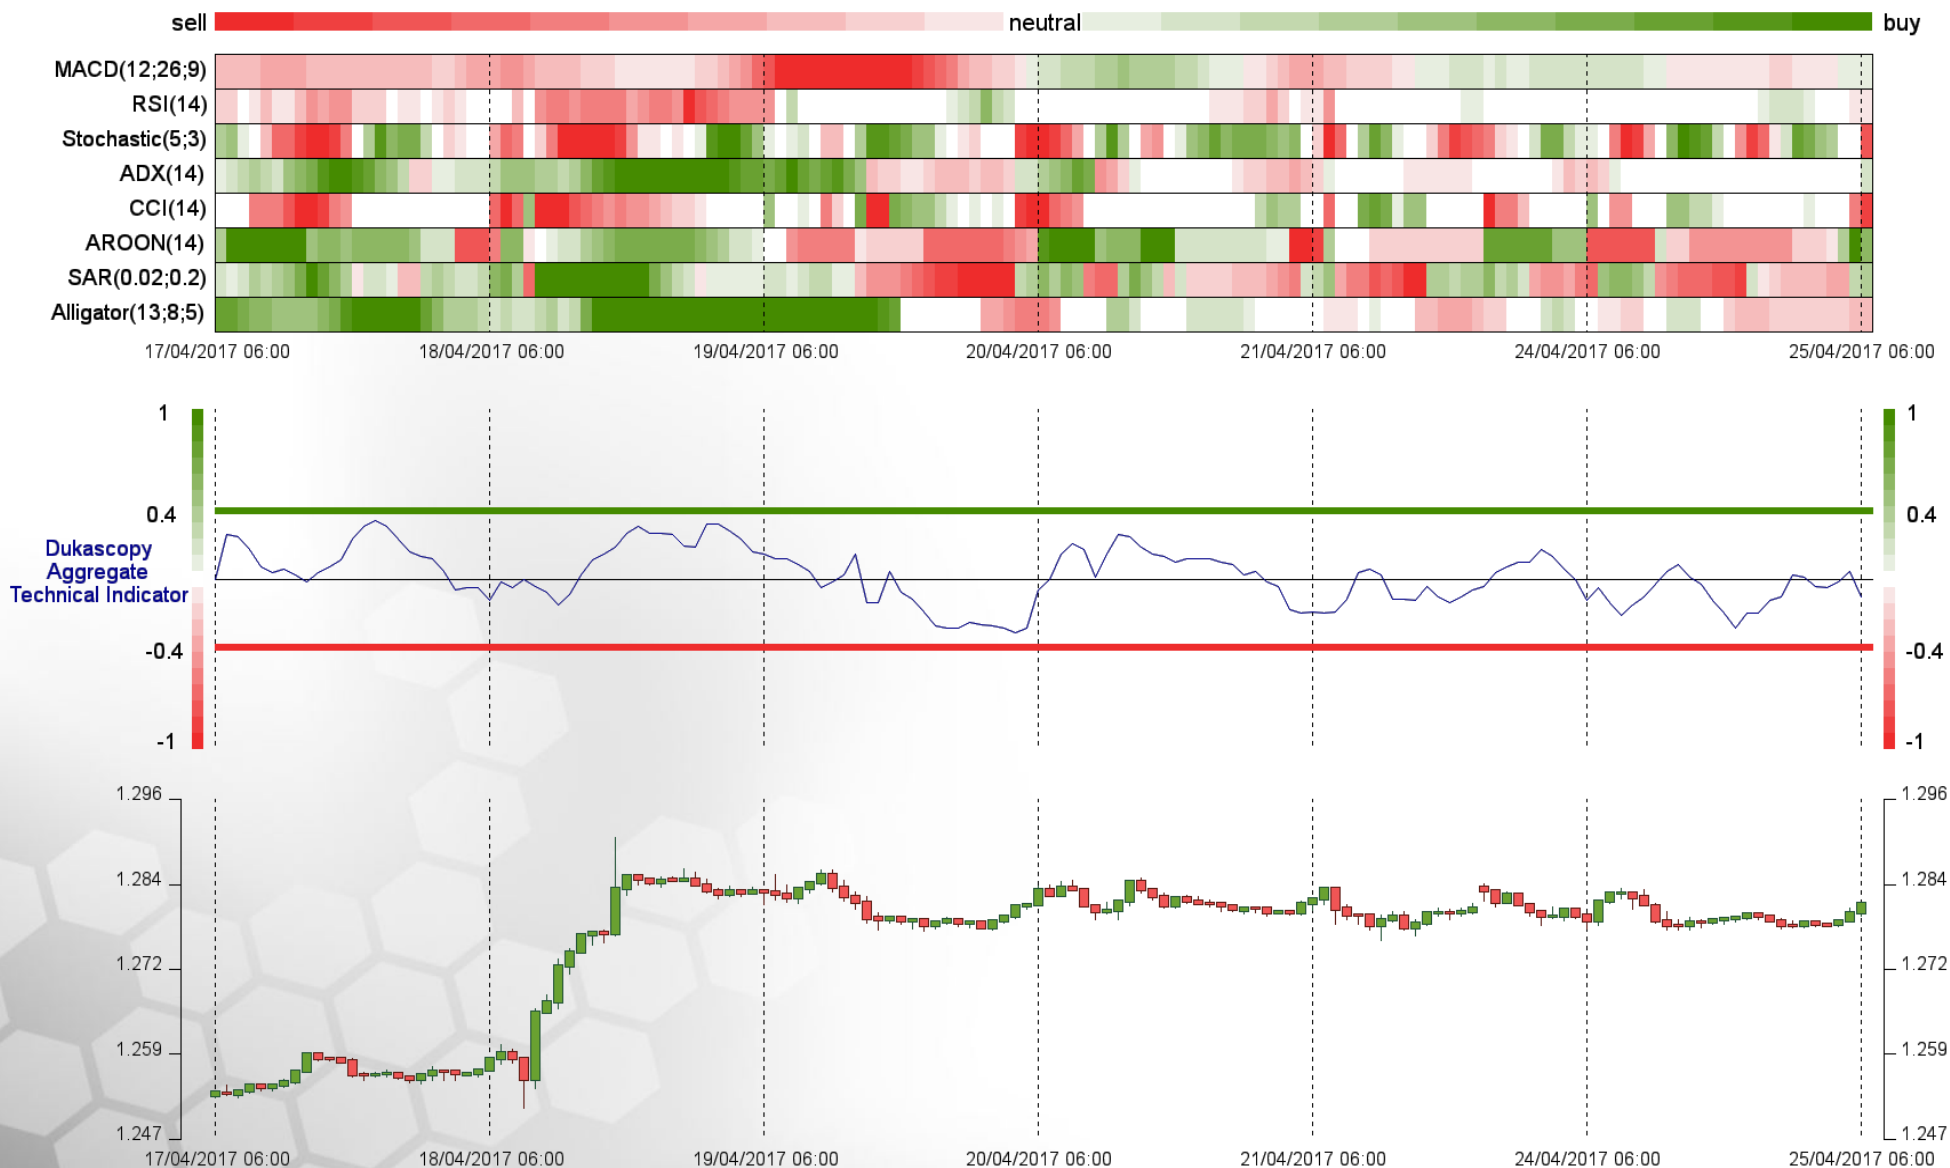 sell neutral buy
MACD(12;26;9)
RSI(14)
Stochastic(5;3)
ADX(14)
CCI(14)
AROON(14)
SAR(0.02;0.2)
Alligator(13;8;5)
17/04/2017 06:00 18/04/2017 06:00 19/04/2017 06:00 20/04/2017 06:00 21/04/2017 06:00 24/04/2017 06:00 25/04/2017 06:00
1 1
0.4 0.4
Dukascopy
Aggregate
Technical Indicator
-0.4 -0.4
-1 -1
1.296 1.296
1.284 1.284
1.272 1.272
1.259 1.259
1.247 1.247
17/04/2017 06:00 18/04/2017 06:00 19/04/2017 06:00 20/04/2017 06:00 21/04/2017 06:00 24/04/2017 06:00 25/04/2017 06:00